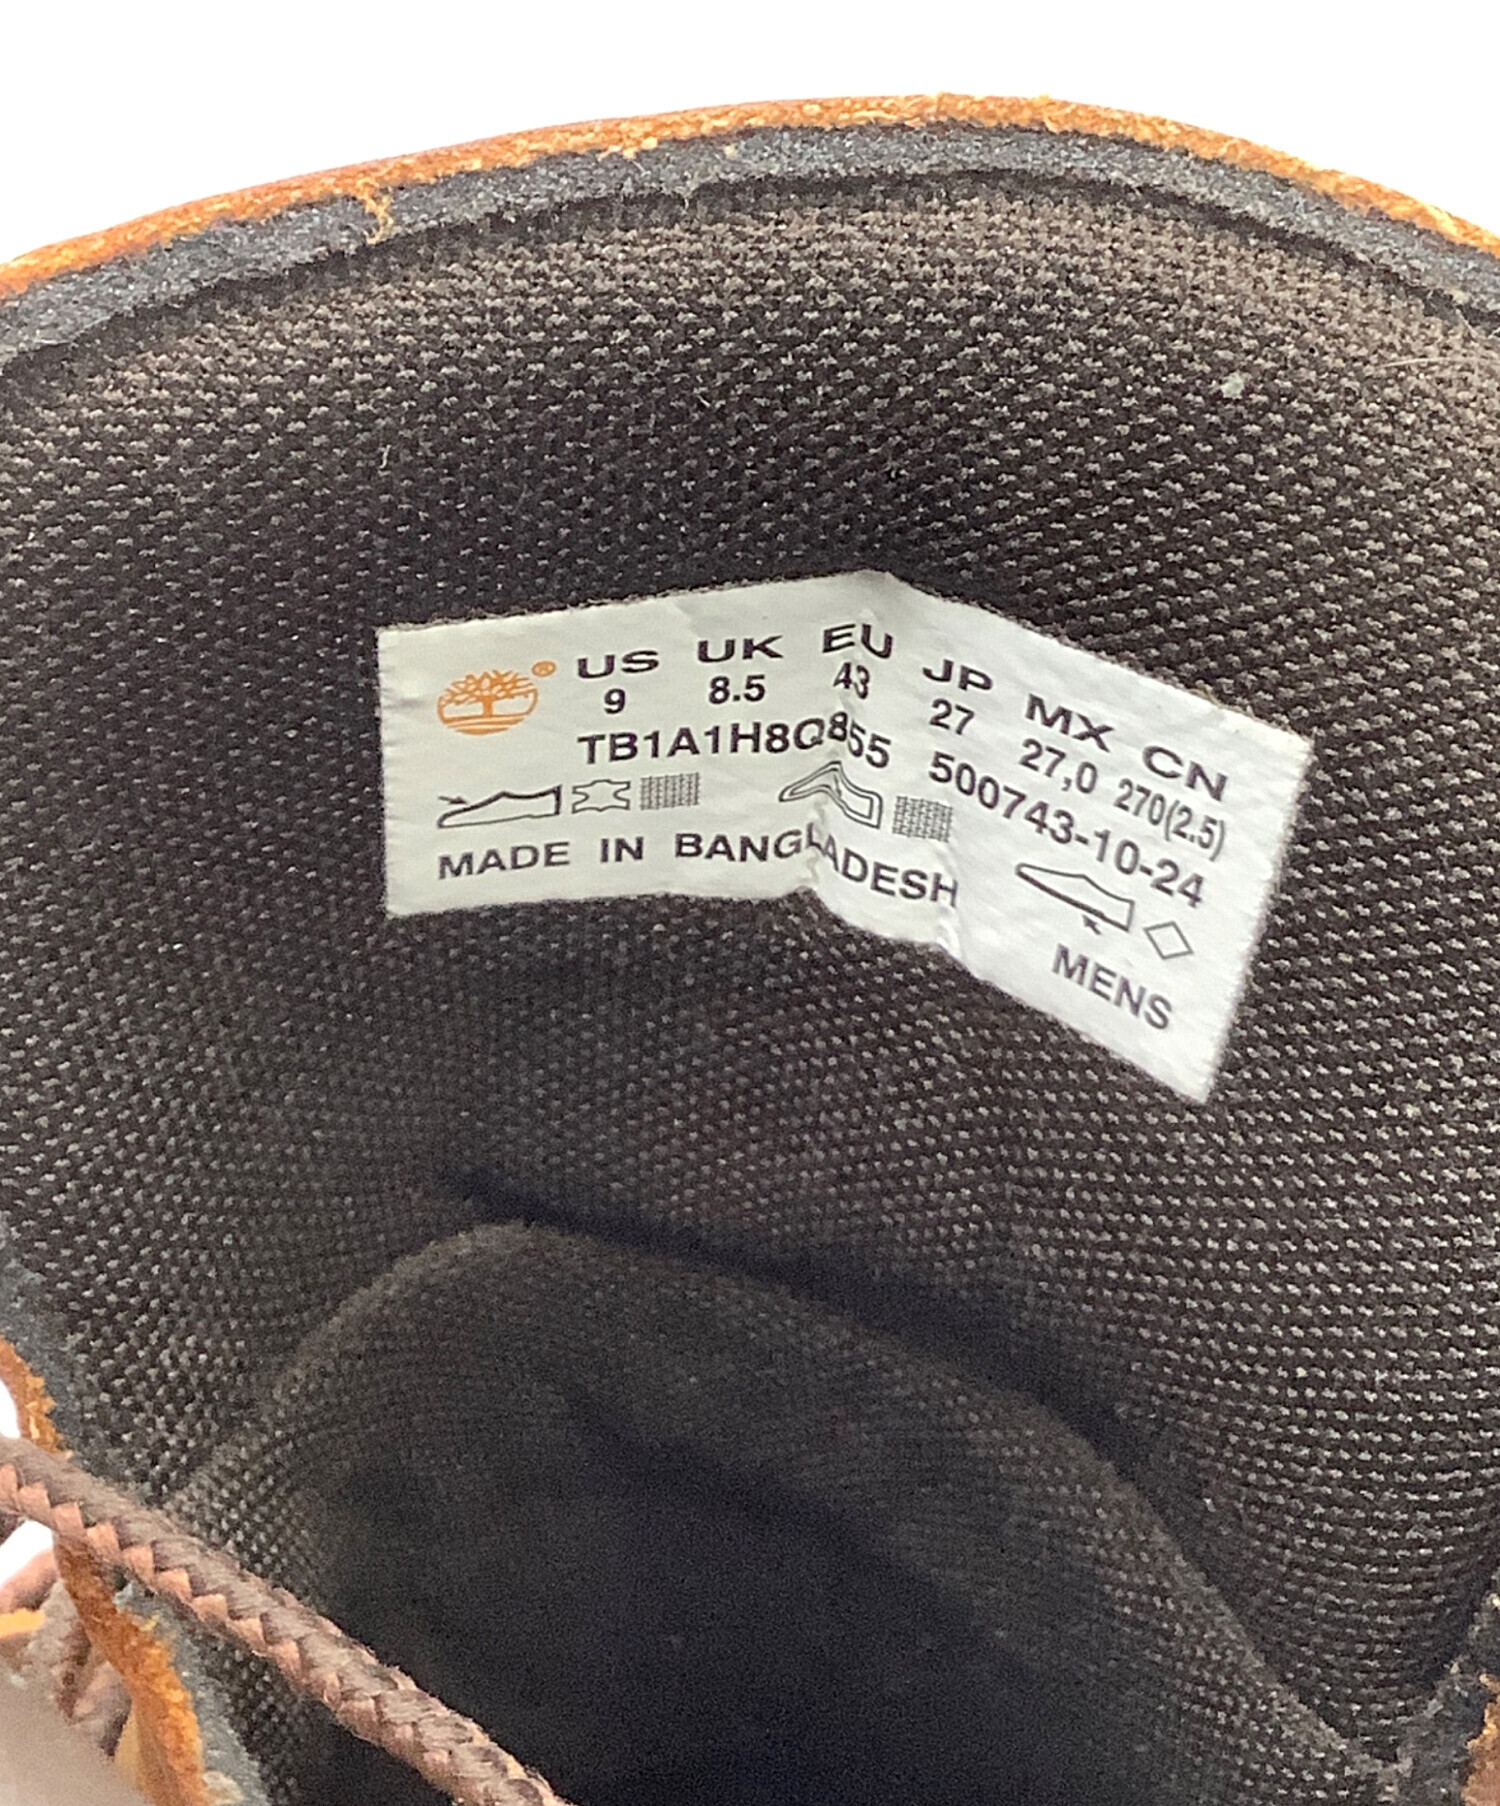 ® US UK EU JP MX CN
9 8.5 43 27 27,0 270(2.5)
TB1A1H8Q855 500743-10-24
MADE IN BANGLADESH MENS